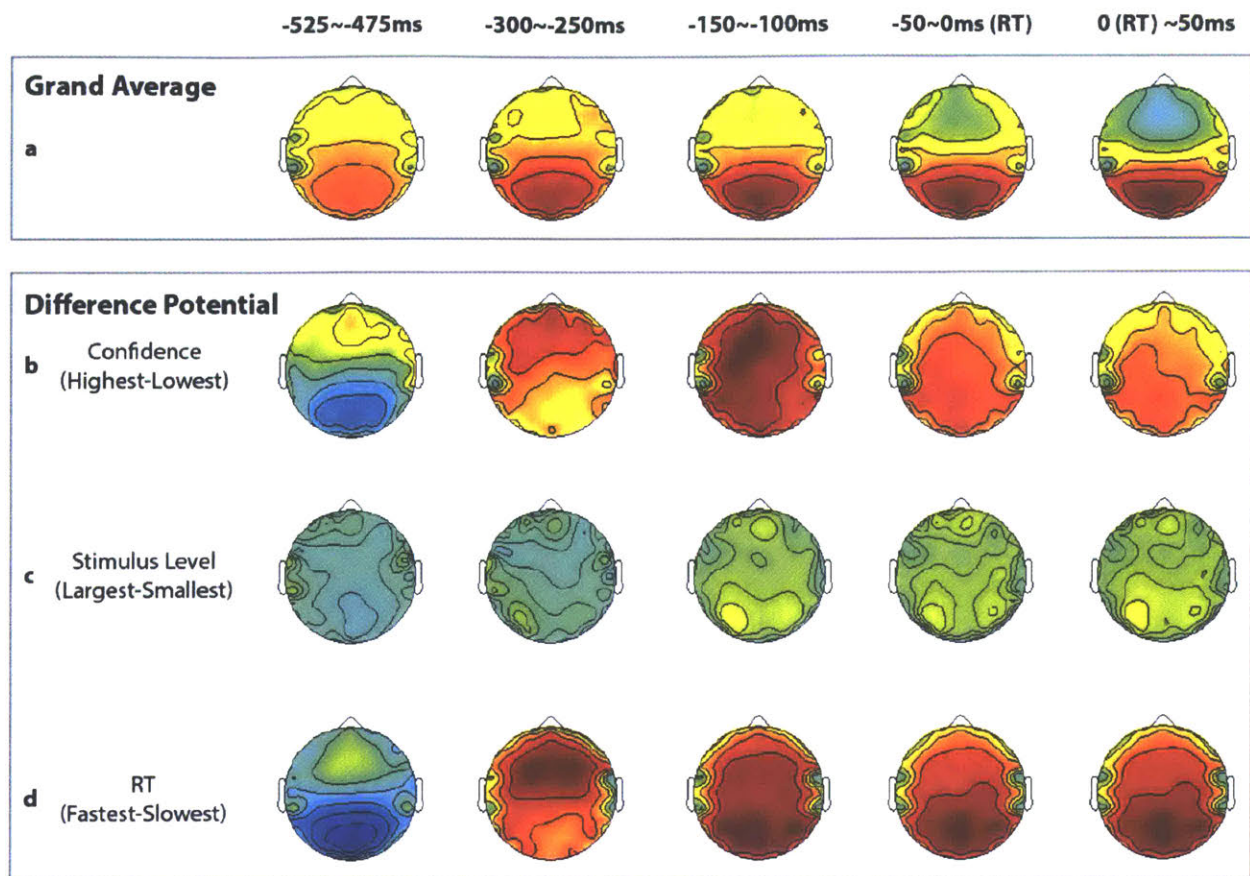 -525~-475ms -300~-250ms -150~-100ms -50~0ms (RT) 0 (RT) ~50ms
Grand Average
a
Difference Potential
b Confidence
(Highest-Lowest)
c Stimulus Level
(Largest-Smallest)
d RT
(Fastest-Slowest)